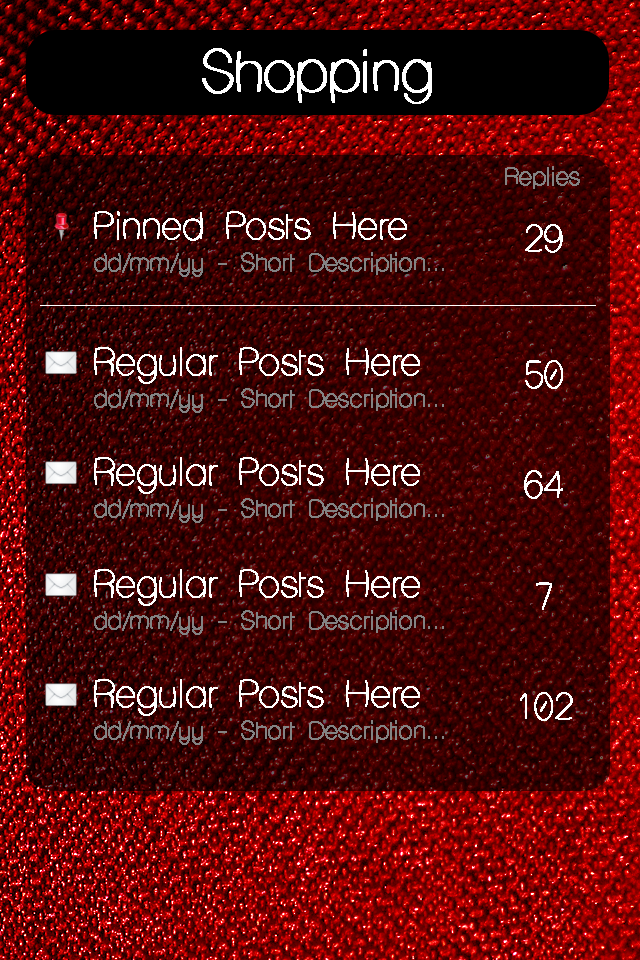 Shopping
Replies
Pinned Posts Here
29
dd/mm/yy - Short Description...
Regular Posts Here
50
dd/mm/yy - Short Description...
Regular Posts Here
64
dd/mm/yy - Short Description...
Regular Posts Here
7
dd/mm/yy - Short Description...
Regular Posts Here
102
dd/mm/yy - Short Description...